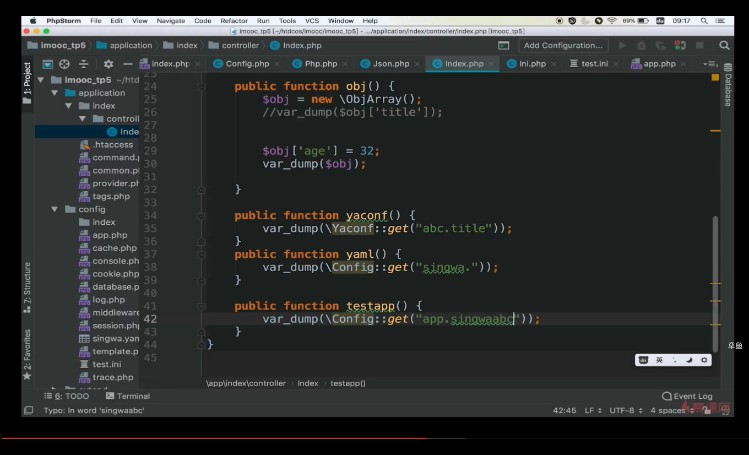 PhpStorm File Edit View Navigate Code Refactor Run Tools VCS Window Help 89% 09:17
imooc_tp5 [~/htdcos/imooc/imooc_tp5] - .../application/index/controller/Index.php [imooc_tp5]
imooc_tp5 application index controller Index.php Add Configuration...
Index.php Config.php Php.php Json.php Index.php Ini.php test.ini app.php
1: Project
imooc_tp5 ~/htd
application
index
controll
Inde
.htaccess
command.p
common.p
provider.ph
tags.php
config
index
app.php
cache.php
console.ph
cookie.php
database.p
log.php
middleware
session.php
singwa.yam
template.p
test.ini
trace.php
extend
Z: Structure
2: Favorites
23
24 public function obj() {
25 $obj = new \ObjArray();
26 //var_dump($obj['title']);
27
28
29 $obj['age'] = 32;
30 var_dump($obj);
31
32 }
33
34 public function yaconf() {
35 var_dump(\Yaconf::get("abc.title"));
36 }
37 public function yaml() {
38 var_dump(\Config::get("singwa."));
39 }
40
41 public function testapp() {
42 var_dump(\Config::get("app.singwaabc"));
43 }
44 }
45
Database
英
\app\index\controller Index testapp()
6: TODO Terminal Event Log
Typo: In word 'singwaabc' 42:45 LF UTF-8 4 spaces